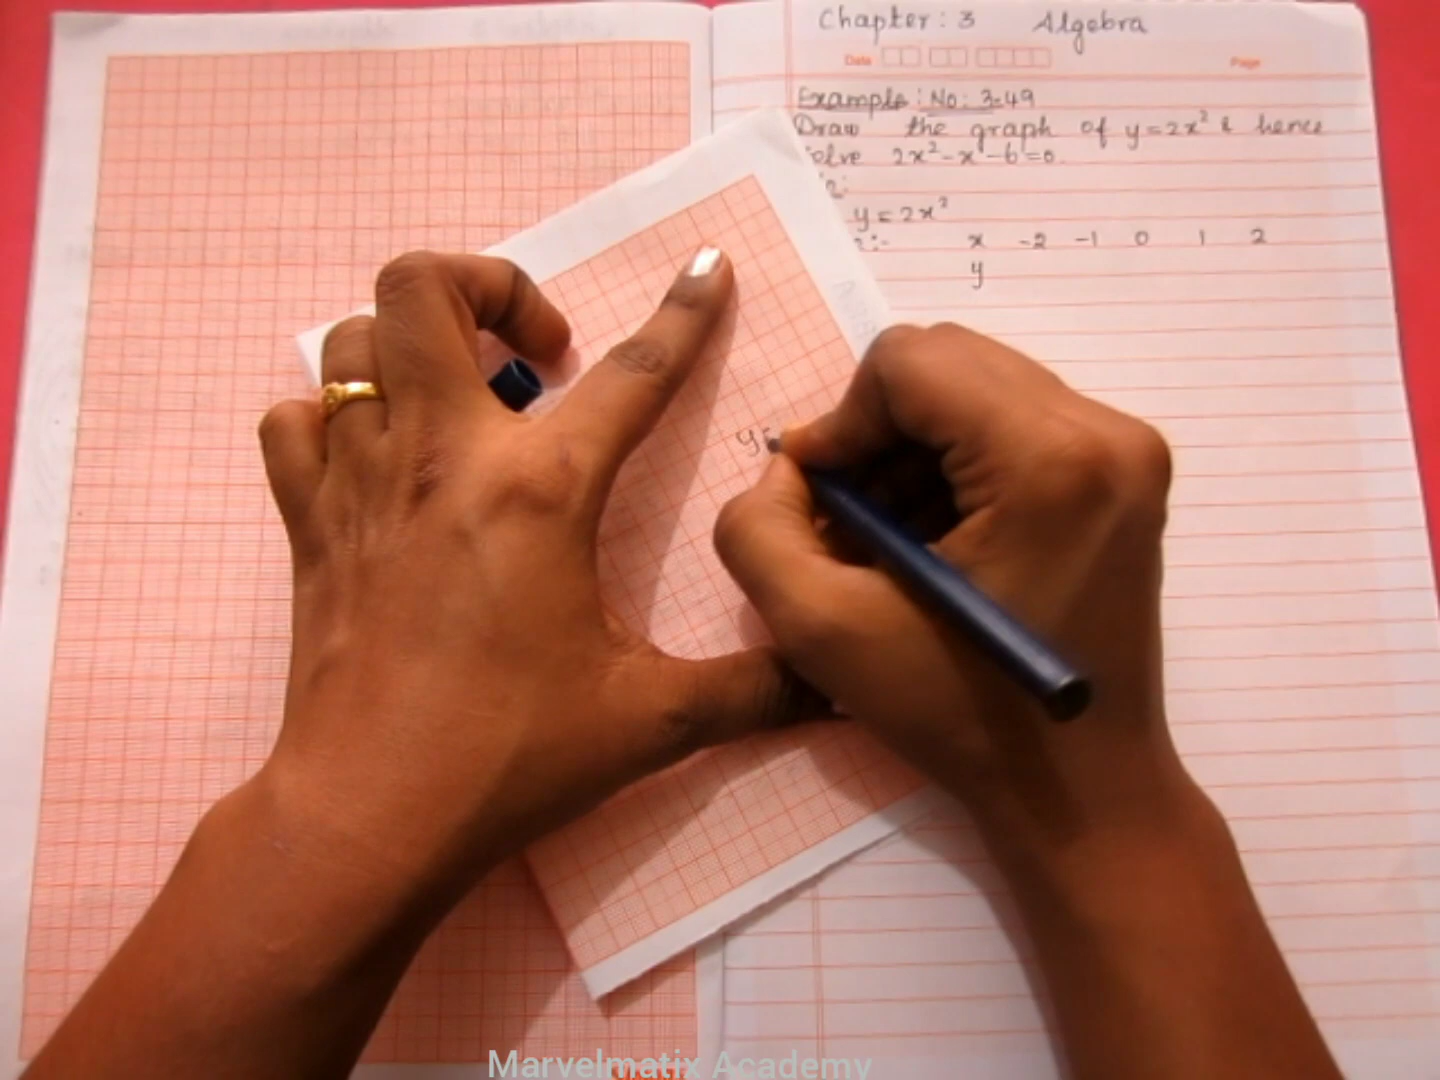 Chapter: 3 Algebra
Date Page
Example: No: 3.49
Draw the graph of y=2x² & hence
solve 2x²-x-6=0.
y=2x²
x -2 -1 0 1 2
y
y=
Marvelmatix Academy